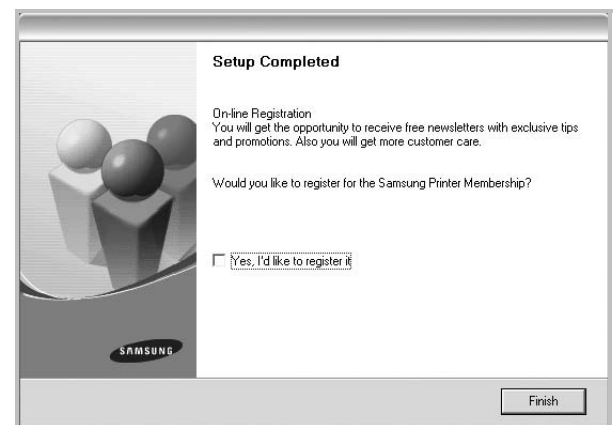 Setup Completed
On-line Registration
You will get the opportunity to receive free newsletters with exclusive tips
and promotions. Also you will get more customer care.
Would you like to register for the Samsung Printer Membership?
Yes, I'd like to register it
SAMSUNG
Finish